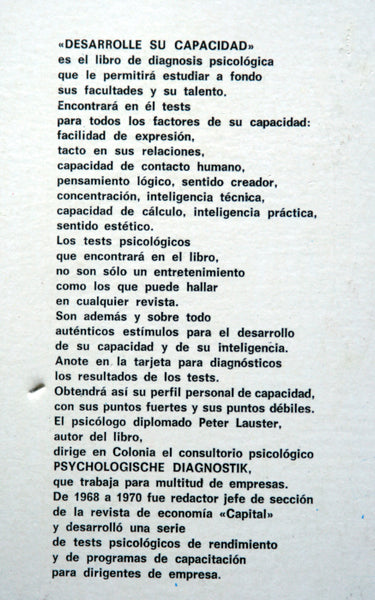 «DESARROLLE SU CAPACIDAD»
es el libro de diagnosis psicológica
que le permitirá estudiar a fondo
sus facultades y su talento.
Encontrará en él tests
para todos los factores de su capacidad:
facilidad de expresión,
tacto en sus relaciones,
capacidad de contacto humano,
pensamiento lógico, sentido creador,
concentración, inteligencia técnica,
capacidad de cálculo, inteligencia práctica,
sentido estético.
Los tests psicológicos
que encontrará en el libro,
no son sólo un entretenimiento
como los que puede hallar
en cualquier revista.
Son además y sobre todo
auténticos estímulos para el desarrollo
de su capacidad y de su inteligencia.
Anote en la tarjeta para diagnósticos
los resultados de los tests.
Obtendrá así su perfil personal de capacidad,
con sus puntos fuertes y sus puntos débiles.
El psicólogo diplomado Peter Lauster,
autor del libro,
dirige en Colonia el consultorio psicológico
PSYCHOLOGISCHE DIAGNOSTIK,
que trabaja para multitud de empresas.
De 1968 a 1970 fue redactor jefe de sección
de la revista de economía «Capital»
y desarrolló una serie
de tests psicológicos de rendimiento
y de programas de capacitación
para dirigentes de empresa.